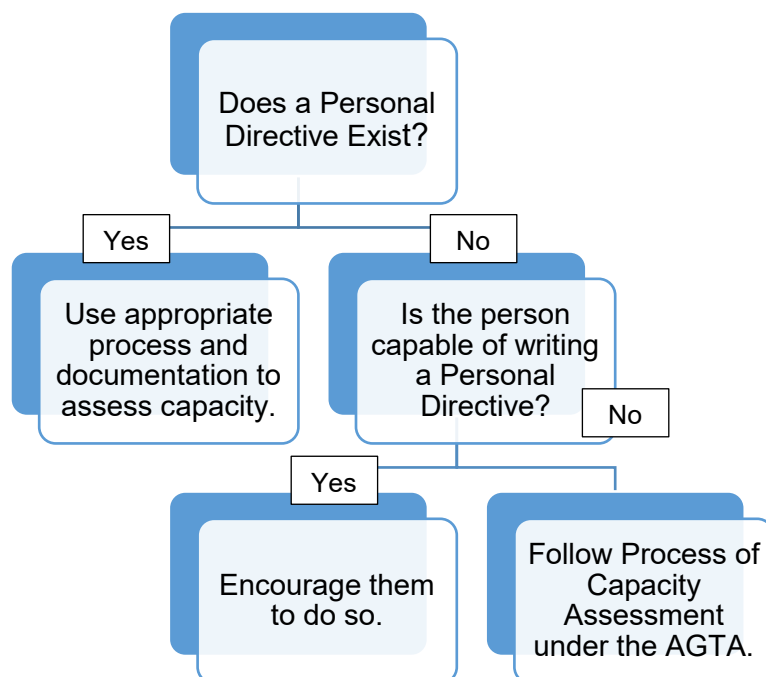 Does a Personal
Directive Exist?
Yes
No
Use appropriate
process and
documentation to
assess capacity.
Is the person
capable of writing
a Personal
Directive?
No
Yes
Encourage them
to do so.
Follow Process of
Capacity
Assessment
under the AGTA.